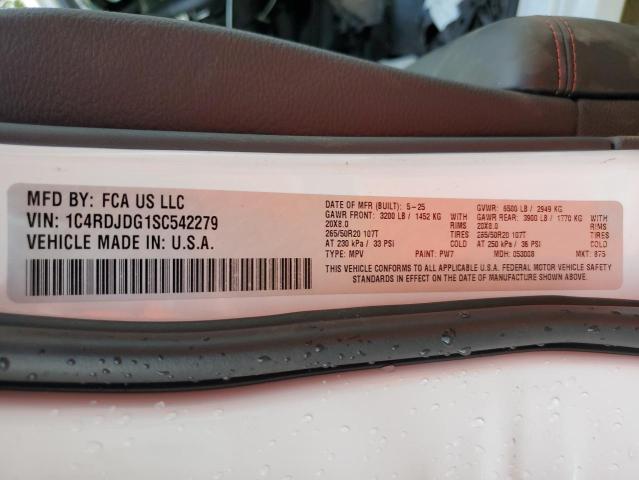 MFD BY: FCA US LLC
VIN: 1C4RDJDG1SC542279
VEHICLE MADE IN: U.S.A.
DATE OF MFR (BUILT): 5-25 GVWR: 6500 LB / 2949 KG
GAWR FRONT: 3200 LB / 1452 KG WITH GAWR REAR: 3900 LB / 1770 KG WITH
20X8.0 RIMS 20X8.0 RIMS
265/50R20 107T TIRES 265/50R20 107T TIRES
AT 230 kPa / 33 PSI AT 250 kPa / 36 PSI
TYPE: MPV PAINT: PW7 MDH: 053008 MKT: 875
THIS VEHICLE CONFORMS TO ALL APPLICABLE U.S.A. FEDERAL MOTOR VEHICLE SAFETY
STANDARDS IN EFFECT ON THE DATE OF MANUFACTURE SHOWN ABOVE.